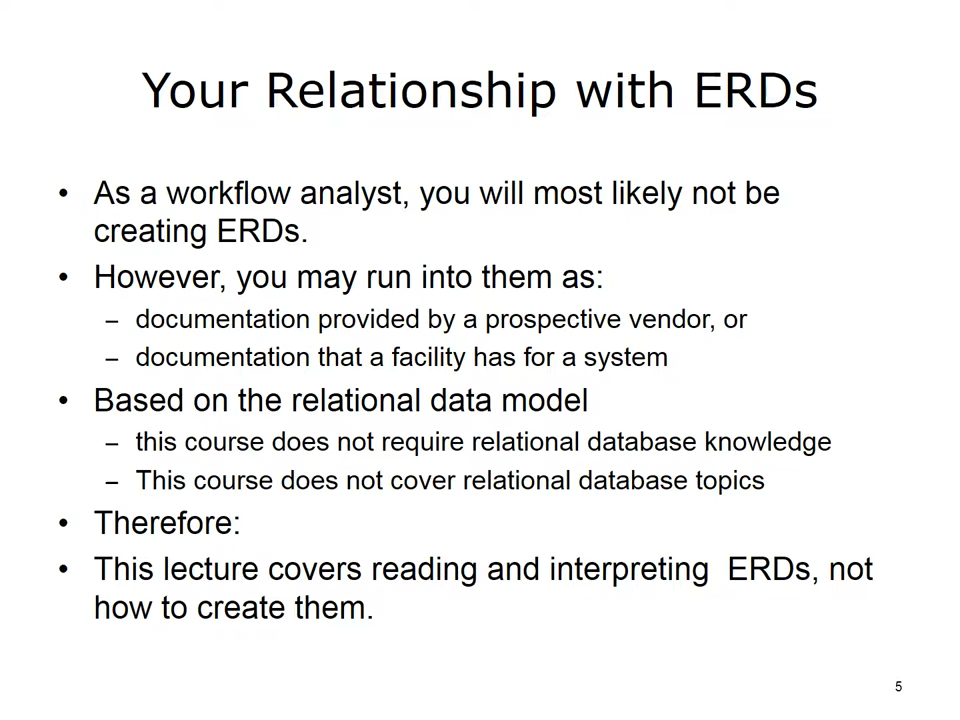 Your Relationship with ERDs
• As a workflow analyst, you will most likely not be
creating ERDs.
• However, you may run into them as:
– documentation provided by a prospective vendor, or
– documentation that a facility has for a system
• Based on the relational data model
– this course does not require relational database knowledge
– This course does not cover relational database topics
• Therefore:
• This lecture covers reading and interpreting  ERDs, not
how to create them.
5